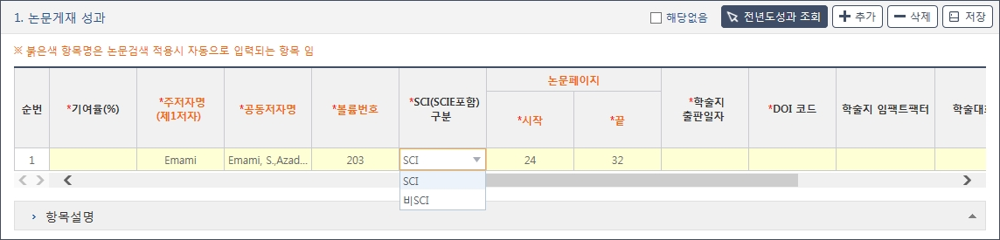 1. 논문게재 성과
해당없음 전년도성과 조회 추가 삭제 저장
※ 붉은색 항목명은 논문검색 적용시 자동으로 입력되는 항목 임
순번 *기여율(%) *주저자명 (제1저자) *공동저자명 *볼륨번호 *SCI(SCIE포함) 구분 논문페이지 *학술지 출판일자 *DOI 코드 학술지 임팩트팩터
*시작 *끝
1 Emami Emami, S.,Azad... 203 SCI 24 32
SCI
비SCI
항목설명